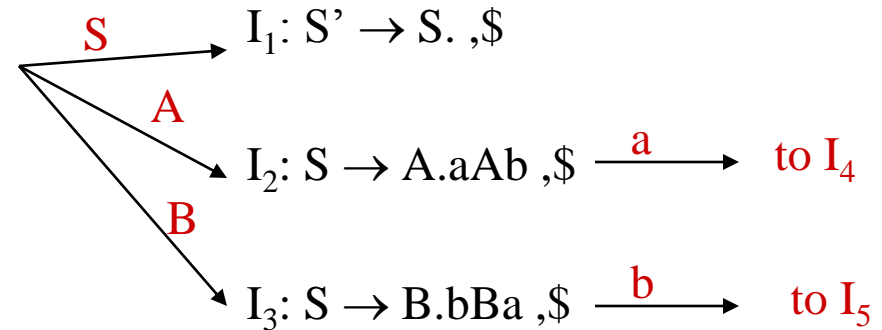 S I₁: S’ → S. ,$
A
I₂: S → A.aAb ,$ a to I₄
B
I₃: S → B.bBa ,$ b to I₅